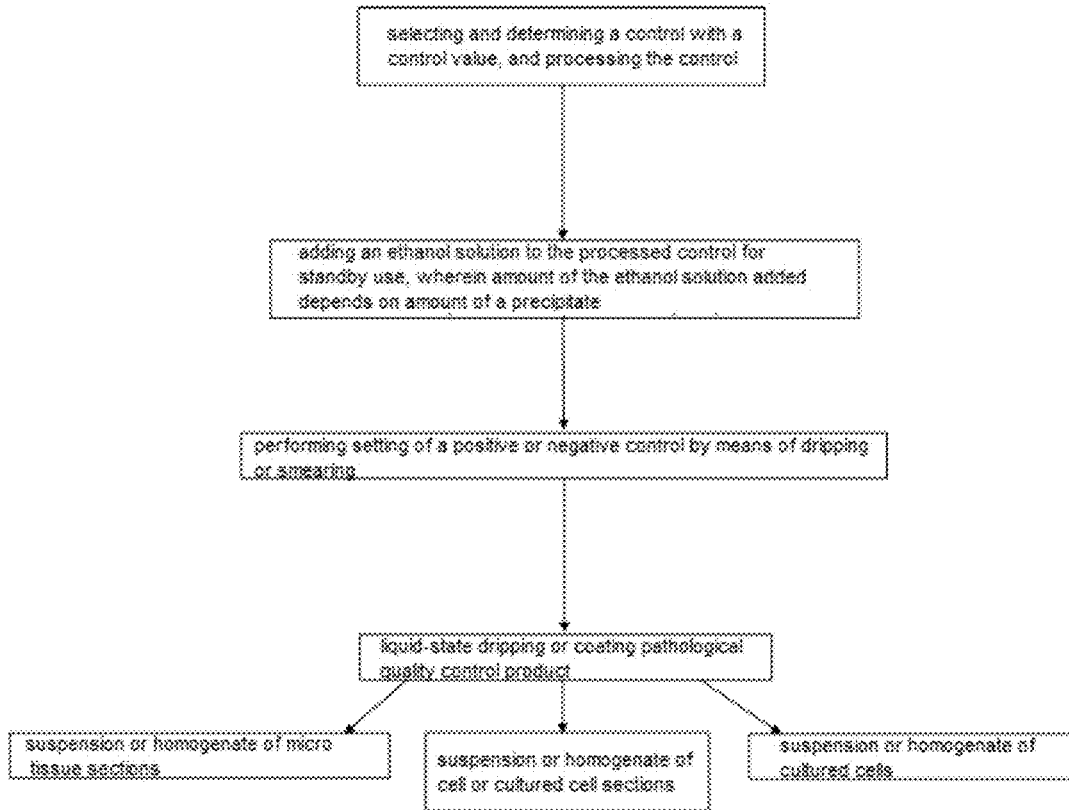 selecting and determining a control with a
control value, and processing the control
adding an ethanol solution to the processed control for
standby use, wherein amount of the ethanol solution added
depends on amount of a precipitate
performing setting of a positive or negative control by means of dripping
or smearing
liquid-state dripping or coating pathological
quality control product
suspension or homogenate of micro
tissue sections
suspension or homogenate of
cell or cultured cell sections
suspension or homogenate of
cultured cells